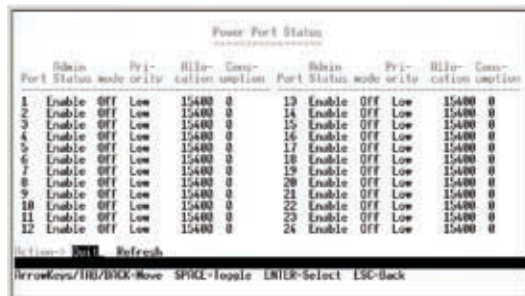 Power Port Status
Admin Pri- Allo- Cons- Admin Pri- Allo- Cons-
Port Status mode ority cation umption Port Status mode ority cation umption
1 Enable Off Low 15400 0 13 Enable Off Low 15400 0
2 Enable Off Low 15400 0 14 Enable Off Low 15400 0
3 Enable Off Low 15400 0 15 Enable Off Low 15400 0
4 Enable Off Low 15400 0 16 Enable Off Low 15400 0
5 Enable Off Low 15400 0 17 Enable Off Low 15400 0
6 Enable Off Low 15400 0 18 Enable Off Low 15400 0
7 Enable Off Low 15400 0 19 Enable Off Low 15400 0
8 Enable Off Low 15400 0 20 Enable Off Low 15400 0
9 Enable Off Low 15400 0 21 Enable Off Low 15400 0
10 Enable Off Low 15400 0 22 Enable Off Low 15400 0
11 Enable Off Low 15400 0 23 Enable Off Low 15400 0
12 Enable Off Low 15400 0 24 Enable Off Low 15400 0
Action-> Quit Refresh
ArrowKeys/TAB/BACK-Move SPACE-Toggle ENTER-Select ESC-Back